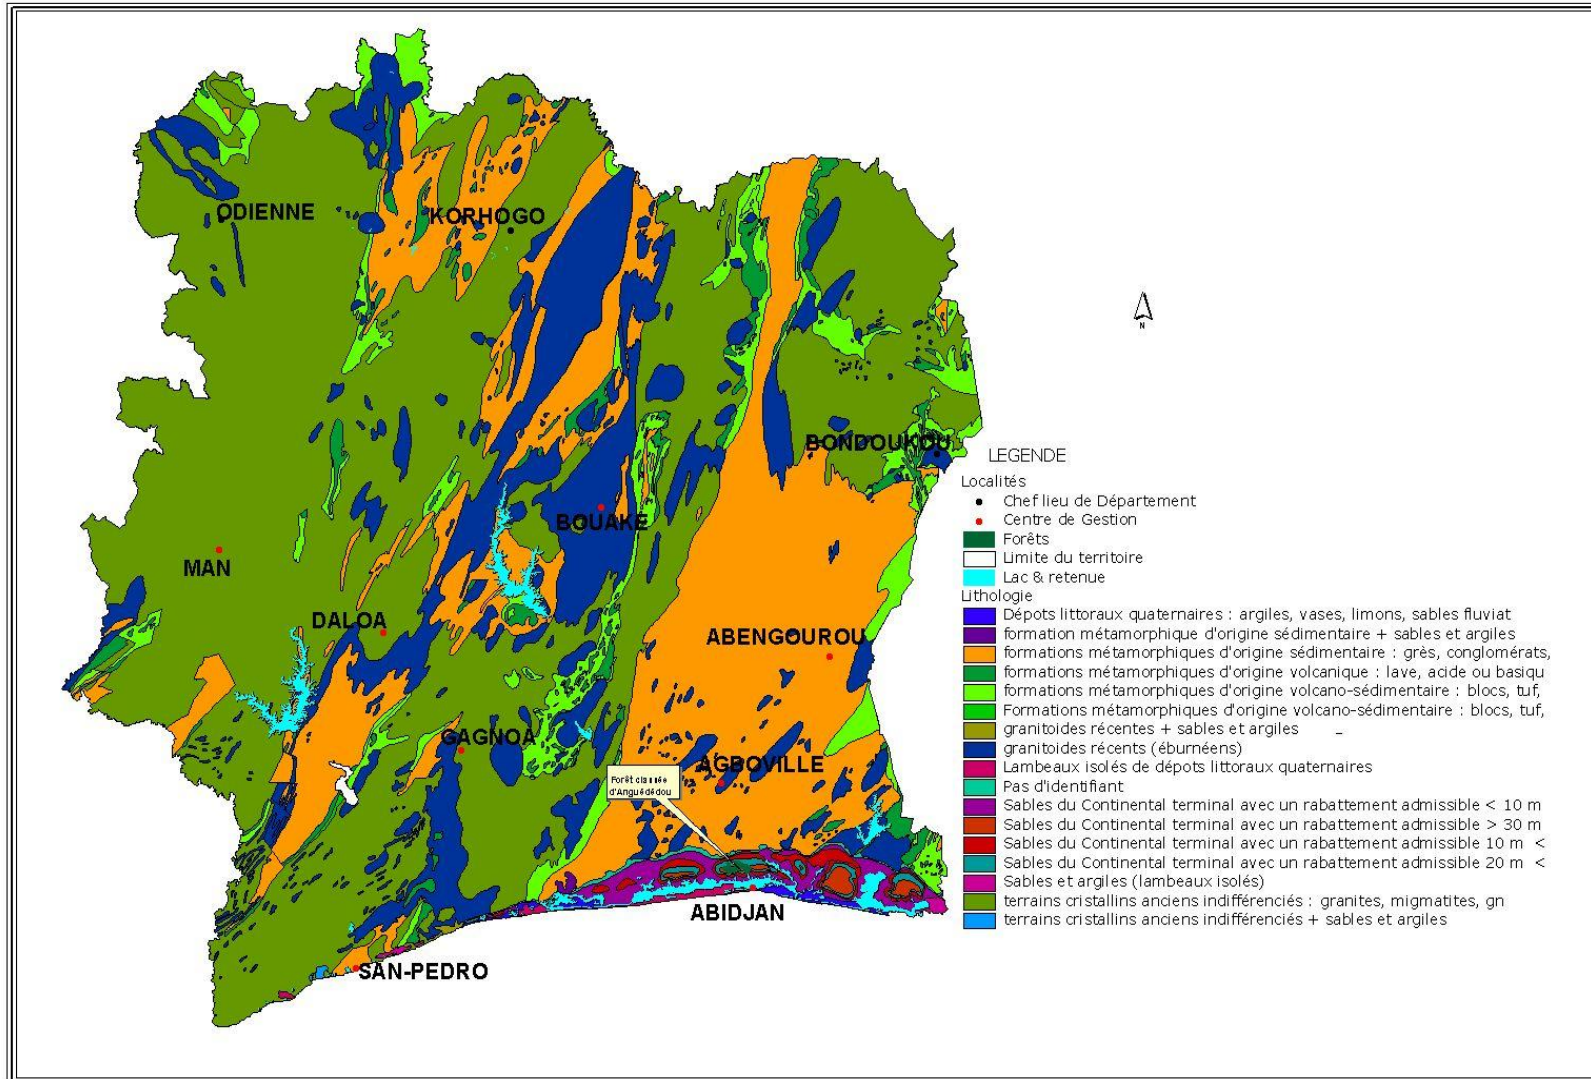 ODIENNE
KORHOGO
N
BONDOUKOU
BOUAKE
MAN
DALOA
ABENGOUROU
GAGNOA
AGBOVILLE
Forêt classée
d'Anguédédou
ABIDJAN
SAN-PEDRO
LEGENDE
Localités
Chef lieu de Département
Centre de Gestion
Forêts
Limite du territoire
Lac & retenue
Lithologie
Dépots littoraux quaternaires : argiles, vases, limons, sables fluviat
formation métamorphique d'origine sédimentaire + sables et argiles
formations métamorphiques d'origine sédimentaire : grès, conglomérats,
formations métamorphiques d'origine volcanique : lave, acide ou basiqu
formations métamorphiques d'origine volcano-sédimentaire : blocs, tuf,
Formations métamorphiques d'origine volcano-sédimentaire : blocs, tuf,
granitoides récentes + sables et argiles _
granitoides récents (éburnéens)
Lambeaux isolés de dépots littoraux quaternaires
Pas d'identifiant
Sables du Continental terminal avec un rabattement admissible < 10 m
Sables du Continental terminal avec un rabattement admissible > 30 m
Sables du Continental terminal avec un rabattement admissible 10 m <
Sables du Continental terminal avec un rabattement admissible 20 m <
Sables et argiles (lambeaux isolés)
terrains cristallins anciens indifférenciés : granites, migmatites, gn
terrains cristallins anciens indifférenciés + sables et argiles